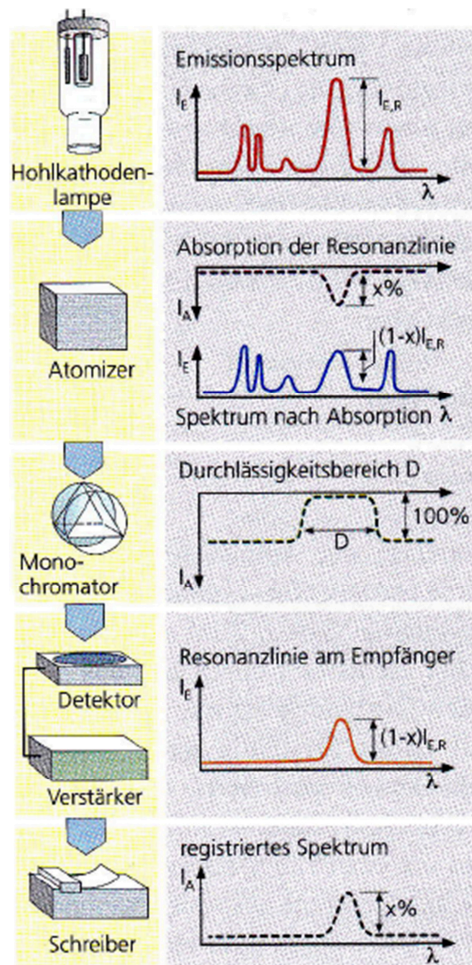 Emissionsspektrum
I_E
I_E,R
λ
Hohlkathoden-
lampe
Absorption der Resonanzlinie
I_A
x%
I_E
(1-x)I_E,R
Atomizer
Spektrum nach Absorption λ
Durchlässigkeitsbereich D
100%
D
I_A
Mono-
chromator
Resonanzlinie am Empfänger
I_E
(1-x)I_E,R
λ
Detektor
Verstärker
registriertes Spektrum
I_A
x%
λ
Schreiber